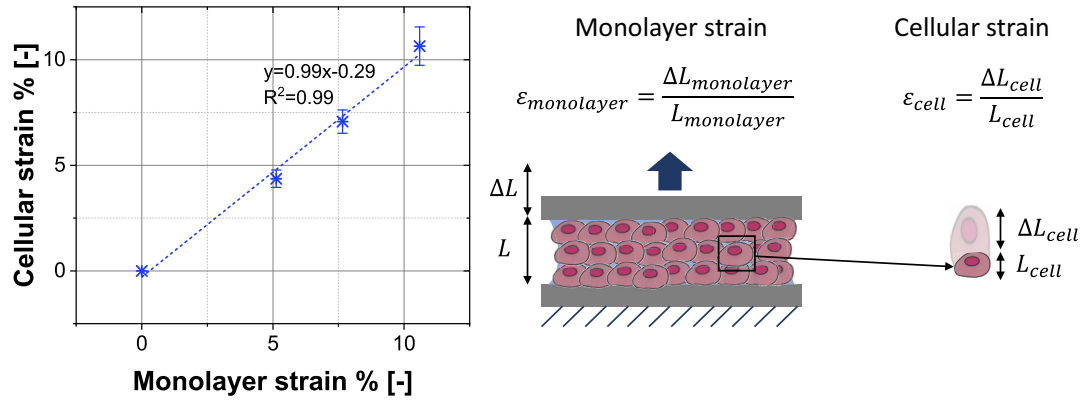 Cellular strain % [-]
10
5
0
0
5
10
Monolayer strain % [-]
y=0.99x-0.29
R²=0.99
Monolayer strain
ε_monolayer = ΔL_monolayer / L_monolayer
Cellular strain
ε_cell = ΔL_cell / L_cell
ΔL
L
ΔL_cell
L_cell